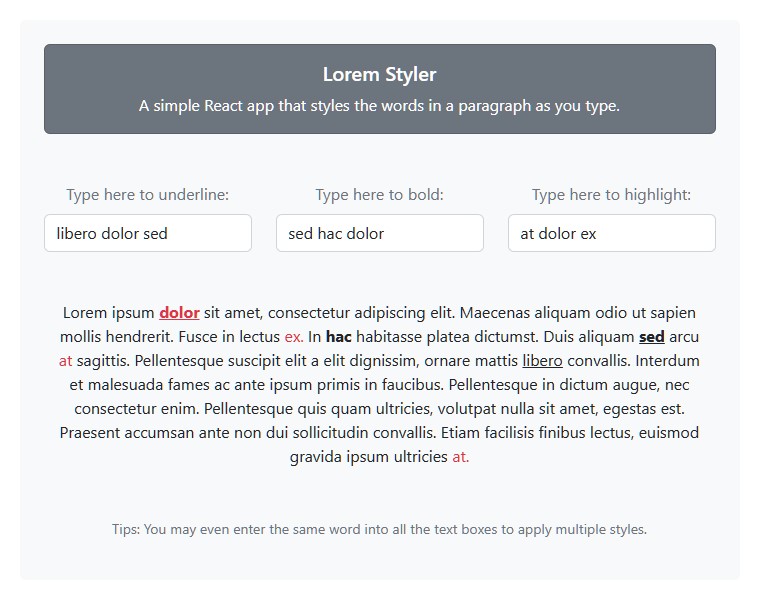 Lorem Styler
A simple React app that styles the words in a paragraph as you type.
Type here to underline:
Type here to bold:
Type here to highlight:
libero dolor sed
sed hac dolor
at dolor ex
Lorem ipsum dolor sit amet, consectetur adipiscing elit. Maecenas aliquam odio ut sapien
mollis hendrerit. Fusce in lectus ex. In hac habitasse platea dictumst. Duis aliquam sed arcu
at sagittis. Pellentesque suscipit elit a elit dignissim, ornare mattis libero convallis. Interdum
et malesuada fames ac ante ipsum primis in faucibus. Pellentesque in dictum augue, nec
consectetur enim. Pellentesque quis quam ultricies, volutpat nulla sit amet, egestas est.
Praesent accumsan ante non dui sollicitudin convallis. Etiam facilisis finibus lectus, euismod
gravida ipsum ultricies at.
Tips: You may even enter the same word into all the text boxes to apply multiple styles.